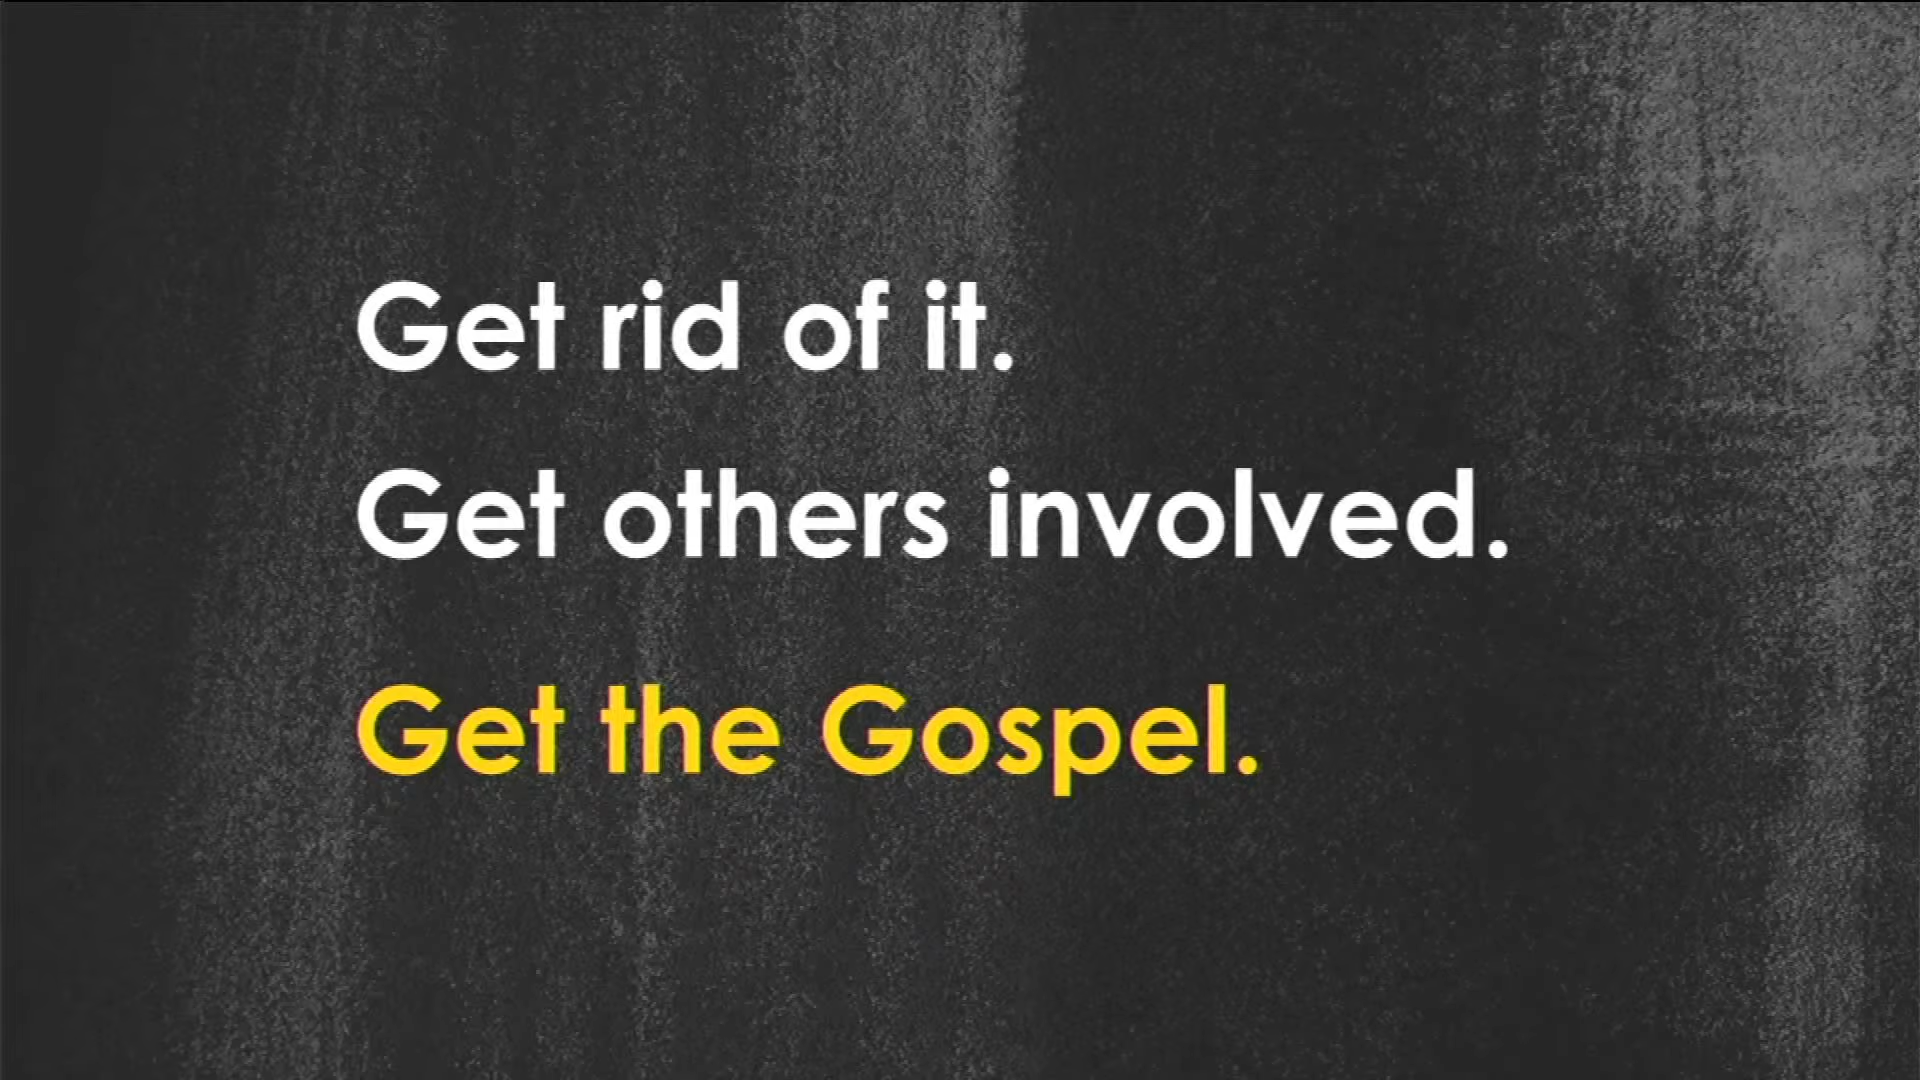 Get rid of it.
Get others involved.
Get the Gospel.